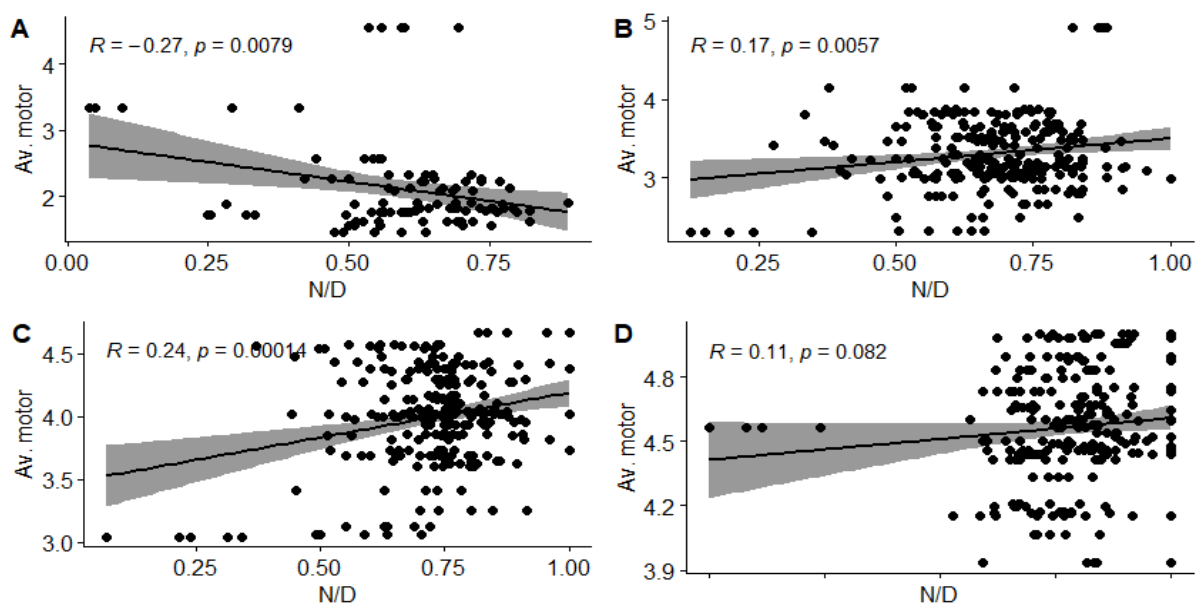 A
R = −0.27, p = 0.0079
Av. motor
4
3
2
0.00 0.25 0.50 0.75
N/D
B
R = 0.17, p = 0.0057
Av. motor
5
4
3
0.25 0.50 0.75 1.00
N/D
C
R = 0.24, p = 0.00014
Av. motor
4.5
4.0
3.5
3.0
0.25 0.50 0.75 1.00
N/D
D
R = 0.11, p = 0.082
Av. motor
4.8
4.5
4.2
3.9
N/D